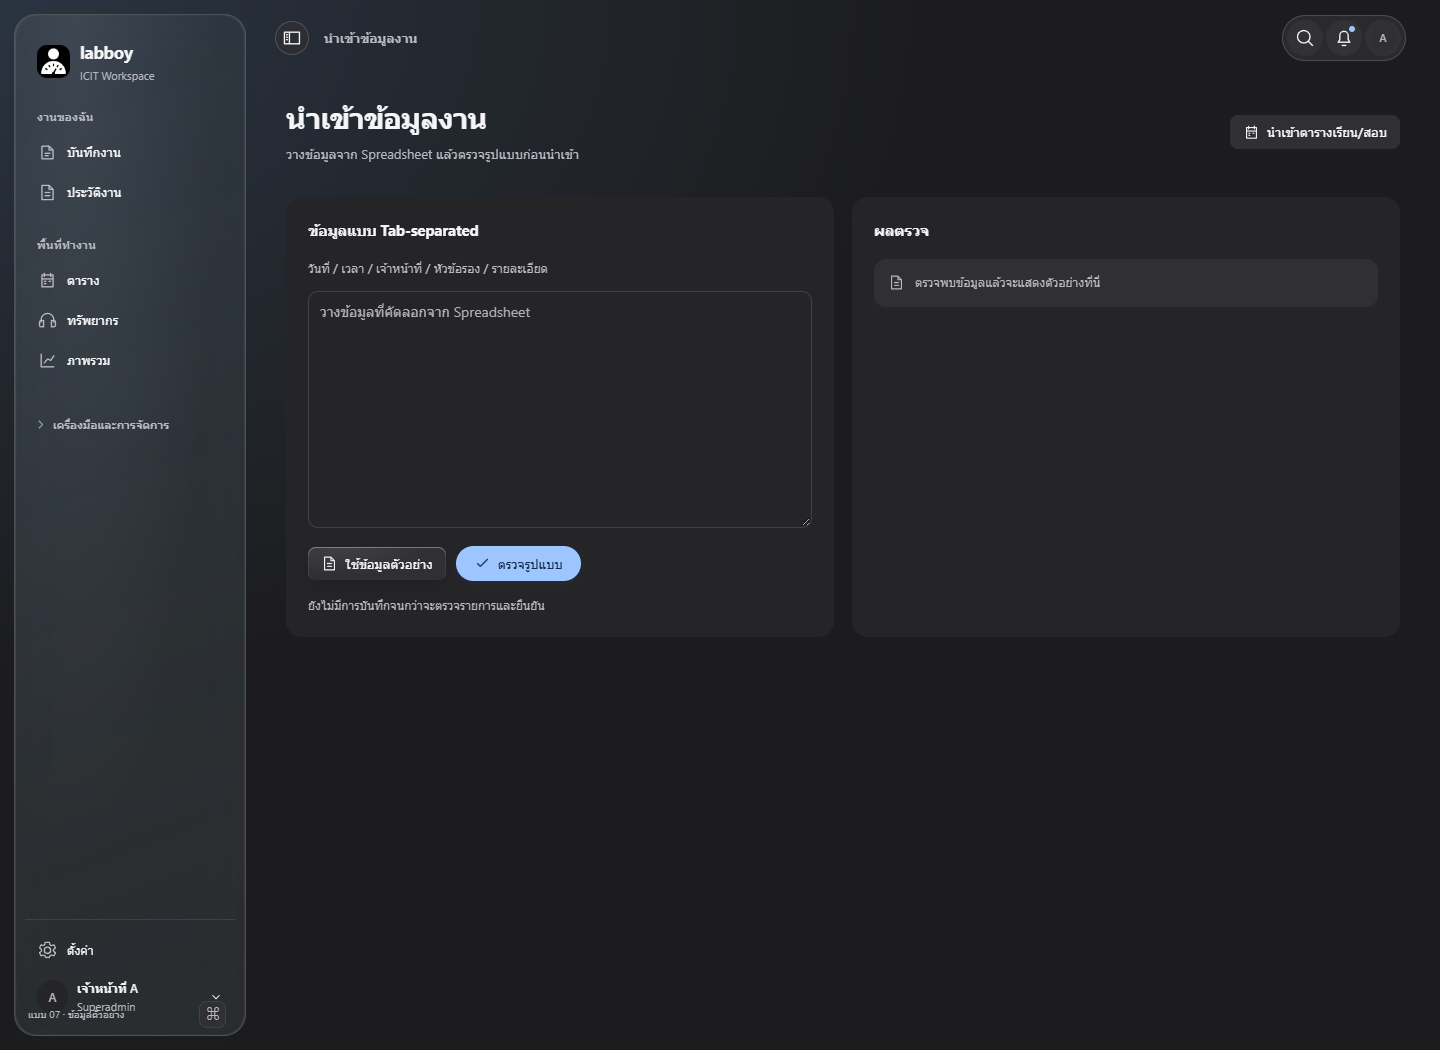 labboy
ICIT Workspace
งานของฉัน
บันทึกงาน
ประวัติงาน
พื้นที่ทำงาน
ตาราง
ทรัพยากร
ภาพรวม
เครื่องมือและการจัดการ
ตั้งค่า
A
เจ้าหน้าที่ A
Superadmin
แบบ 07 · ข้อมูลตัวอย่าง
นำเข้าข้อมูลงาน
A
นำเข้าข้อมูลงาน
วางข้อมูลจาก Spreadsheet แล้วตรวจรูปแบบก่อนนำเข้า
นำเข้าตารางเรียน/สอบ
ข้อมูลแบบ Tab-separated
วันที่ / เวลา / เจ้าหน้าที่ / หัวข้อรอง / รายละเอียด
วางข้อมูลที่คัดลอกจาก Spreadsheet
ใช้ข้อมูลตัวอย่าง
ตรวจรูปแบบ
ยังไม่มีการบันทึกจนกว่าจะตรวจรายการและยืนยัน
ผลตรวจ
ตรวจพบข้อมูลแล้วจะแสดงตัวอย่างที่นี่